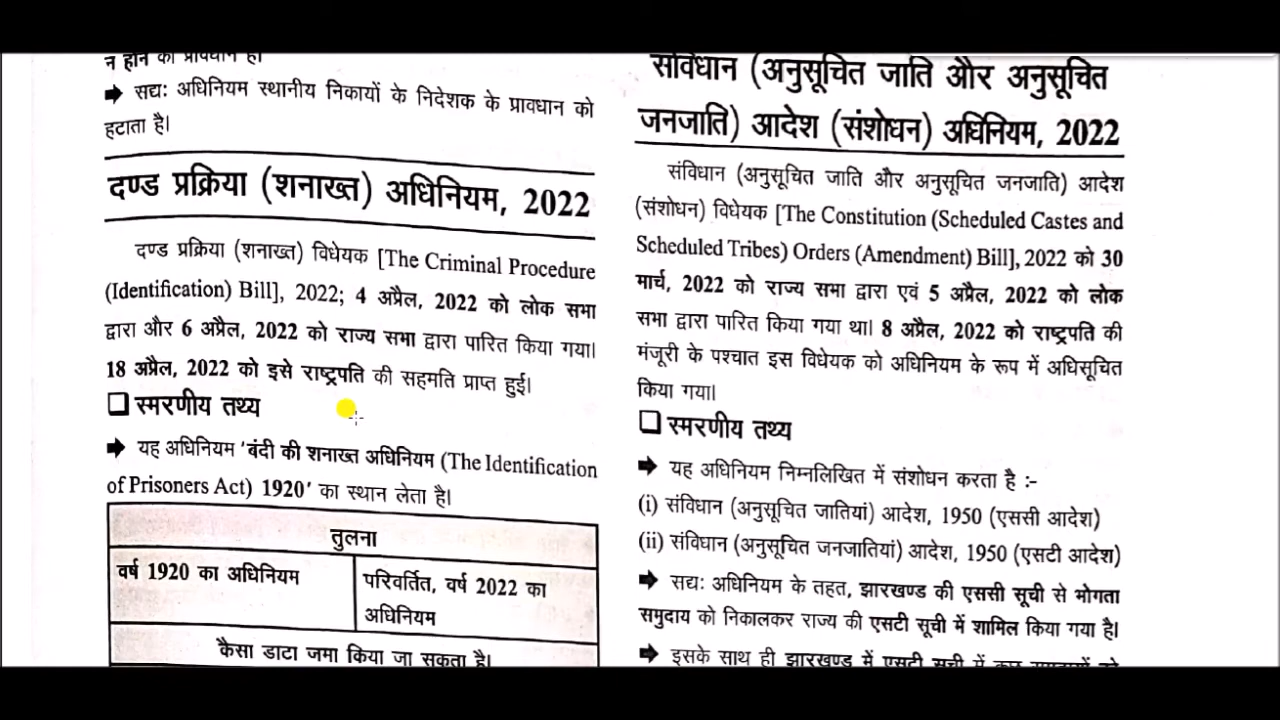 न होने का प्रावधान है।
➡ सद्यः अधिनियम स्थानीय निकायों के निदेशक के प्रावधान को
हटाता है।
दण्ड प्रक्रिया (शनाख्त) अधिनियम, 2022
दण्ड प्रक्रिया (शनाख्त) विधेयक [The Criminal Procedure
(Identification) Bill], 2022; 4 अप्रैल, 2022 को लोक सभा
द्वारा और 6 अप्रैल, 2022 को राज्य सभा द्वारा पारित किया गया।
18 अप्रैल, 2022 को इसे राष्ट्रपति की सहमति प्राप्त हुई।
❑ स्मरणीय तथ्य
➡ यह अधिनियम 'बंदी की शनाख्त अधिनियम (The Identification
of Prisoners Act) 1920' का स्थान लेता है।
तुलना
वर्ष 1920 का अधिनियम
परिवर्तित, वर्ष 2022 का
अधिनियम
कैसा डाटा जमा किया जा सकता है।
संविधान (अनुसूचित जाति और अनुसूचित
जनजाति) आदेश (संशोधन) अधिनियम, 2022
संविधान (अनुसूचित जाति और अनुसूचित जनजाति) आदेश
(संशोधन) विधेयक [The Constitution (Scheduled Castes and
Scheduled Tribes) Orders (Amendment) Bill], 2022 को 30
मार्च, 2022 को राज्य सभा द्वारा एवं 5 अप्रैल, 2022 को लोक
सभा द्वारा पारित किया गया था। 8 अप्रैल, 2022 को राष्ट्रपति की
मंजूरी के पश्चात इस विधेयक को अधिनियम के रूप में अधिसूचित
किया गया।
❑ स्मरणीय तथ्य
➡ यह अधिनियम निम्नलिखित में संशोधन करता है :-
(i) संविधान (अनुसूचित जातियां) आदेश, 1950 (एससी आदेश)
(ii) संविधान (अनुसूचित जनजातियां) आदेश, 1950 (एसटी आदेश)
➡ सद्यः अधिनियम के तहत, झारखण्ड की एससी सूची से भोगता
समुदाय को निकालकर राज्य की एसटी सूची में शामिल किया गया है।
➡ इसके साथ ही झारखण्ड में एसटी सूची में कुछ समुदायों को